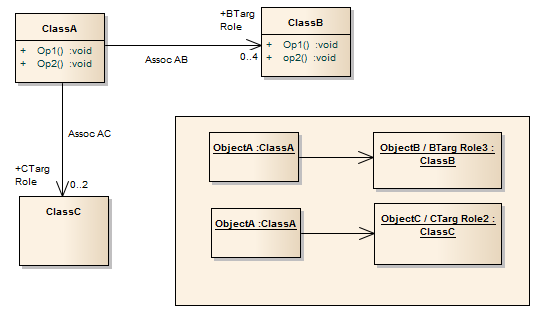 ClassA
+ Op1() :void
+ Op2() :void
+BTarg
Role
ClassB
+ Op1() :void
+ op2() :void
0..4
Assoc AB
Assoc AC
+CTarg
Role
0..2
ClassC
ObjectA :ClassA
ObjectB / BTarg Role3 :
ClassB
ObjectA :ClassA
ObjectC / CTarg Role2 :
ClassC